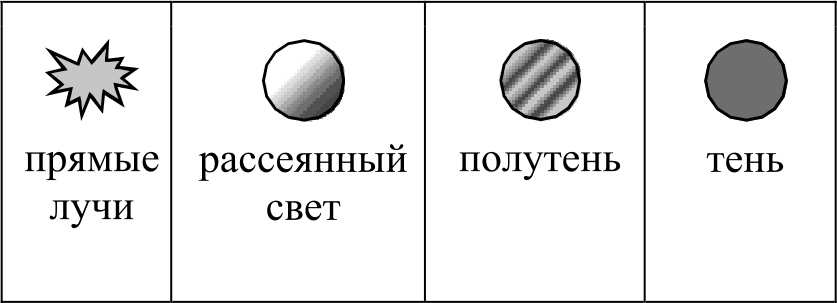 прямые
лучи
рассеянный
свет
полутень
тень